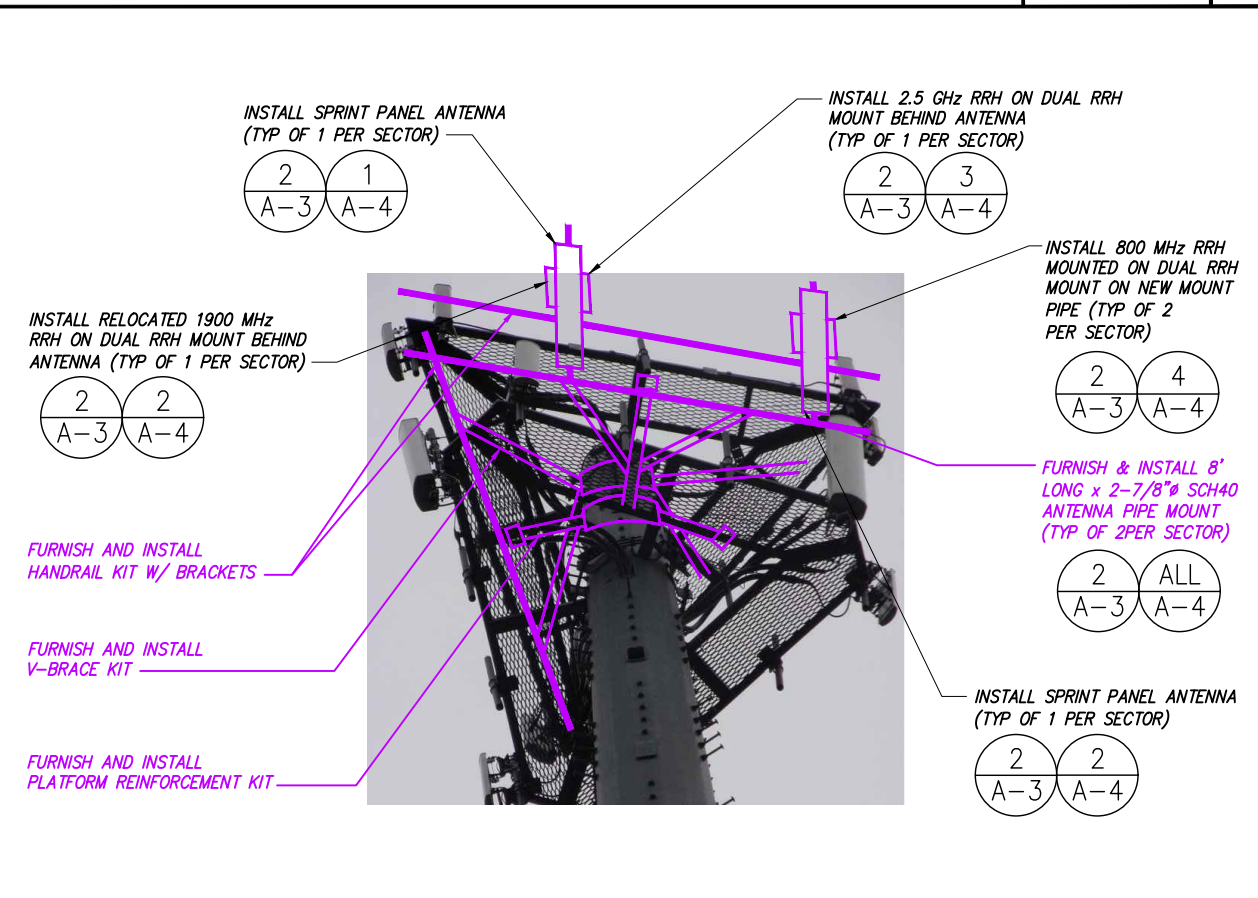 INSTALL SPRINT PANEL ANTENNA
(TYP OF 1 PER SECTOR)
2
A-3
1
A-4
INSTALL 2.5 GHz RRH ON DUAL RRH
MOUNT BEHIND ANTENNA
(TYP OF 1 PER SECTOR)
2
A-3
3
A-4
INSTALL 800 MHz RRH
MOUNTED ON DUAL RRH
MOUNT ON NEW MOUNT
PIPE (TYP OF 2
PER SECTOR)
2
A-3
4
A-4
INSTALL RELOCATED 1900 MHz
RRH ON DUAL RRH MOUNT BEHIND
ANTENNA (TYP OF 1 PER SECTOR)
2
A-3
2
A-4
FURNISH & INSTALL 8'
LONG x 2-7/8"ø SCH40
ANTENNA PIPE MOUNT
(TYP OF 2PER SECTOR)
2
A-3
ALL
A-4
FURNISH AND INSTALL
HANDRAIL KIT W/ BRACKETS
FURNISH AND INSTALL
V-BRACE KIT
FURNISH AND INSTALL
PLATFORM REINFORCEMENT KIT
INSTALL SPRINT PANEL ANTENNA
(TYP OF 1 PER SECTOR)
2
A-3
2
A-4